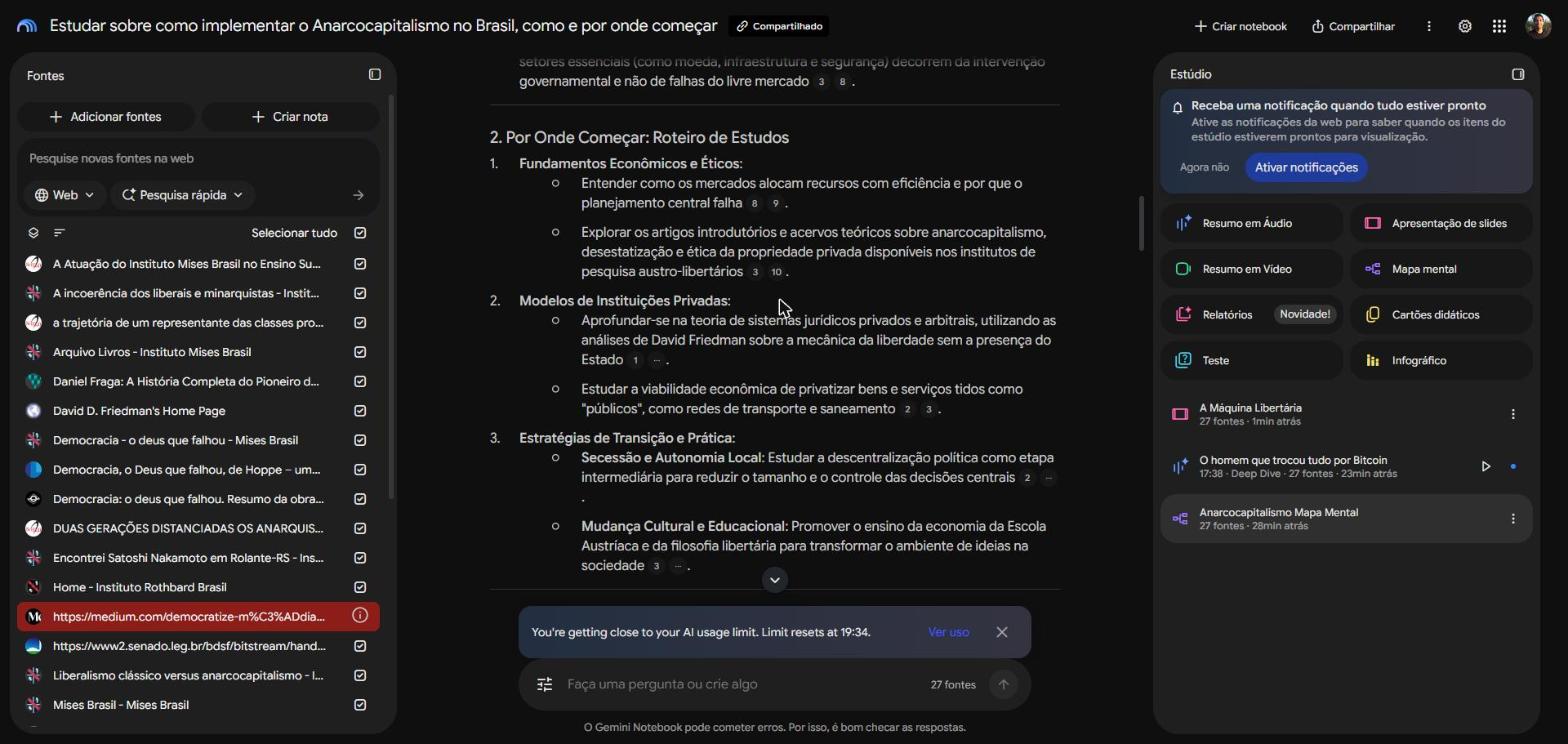 Estudar sobre como implementar o Anarcocapitalismo no Brasil, como e por onde começar
Compartilhado
Criar notebook
Compartilhar
Fontes
Adicionar fontes
Criar nota
Pesquise novas fontes na web
Web
Pesquisa rápida
Selecionar tudo
A Atuação do Instituto Mises Brasil no Ensino Su...
A incoerência dos liberais e minarquistas - Instit...
a trajetória de um representante das classes pro...
Arquivo Livros - Instituto Mises Brasil
Daniel Fraga: A História Completa do Pioneiro d...
David D. Friedman's Home Page
Democracia - o deus que falhou - Mises Brasil
Democracia, o Deus que falhou, de Hoppe – um...
Democracia: o deus que falhou. Resumo da obra...
DUAS GERAÇÕES DISTANCIADAS OS ANARQUIS...
Encontrei Satoshi Nakamoto em Rolante-RS - Ins...
Home - Instituto Rothbard Brasil
https://medium.com/democratize-m%C3%ADdia...
https://www2.senado.leg.br/bdsf/bitstream/hand...
Liberalismo clássico versus anarcocapitalismo - I...
Mises Brasil - Mises Brasil
setores essenciais (como moeda, infraestrutura e segurança) decorrem da intervenção
governamental e não de falhas do livre mercado 3 8 .
2. Por Onde Começar: Roteiro de Estudos
1. Fundamentos Econômicos e Éticos:
Entender como os mercados alocam recursos com eficiência e por que o
planejamento central falha 8 9 .
Explorar os artigos introdutórios e acervos teóricos sobre anarcocapitalismo,
desestatização e ética da propriedade privada disponíveis nos institutos de
pesquisa austro-libertários 3 10 .
2. Modelos de Instituições Privadas:
Aprofundar-se na teoria de sistemas jurídicos privados e arbitrais, utilizando as
análises de David Friedman sobre a mecânica da liberdade sem a presença do
Estado 1 ... .
Estudar a viabilidade econômica de privatizar bens e serviços tidos como
"públicos", como redes de transporte e saneamento 2 3 .
3. Estratégias de Transição e Prática:
Secessão e Autonomia Local: Estudar a descentralização política como etapa
intermediária para reduzir o tamanho e o controle das decisões centrais 2 ...
.
Mudança Cultural e Educacional: Promover o ensino da economia da Escola
Austríaca e da filosofia libertária para transformar o ambiente de ideias na
sociedade 3 ... .
You're getting close to your AI usage limit. Limit resets at 19:34.
Ver uso
Faça uma pergunta ou crie algo
27 fontes
O Gemini Notebook pode cometer erros. Por isso, é bom checar as respostas.
Estúdio
Receba uma notificação quando tudo estiver pronto
Ative as notificações da web para saber quando os itens do
estúdio estiverem prontos para visualização.
Agora não
Ativar notificações
Resumo em Áudio
Apresentação de slides
Resumo em Vídeo
Mapa mental
Relatórios
Novidade!
Cartões didáticos
Teste
Infográfico
A Máquina Libertária
27 fontes · 1min atrás
O homem que trocou tudo por Bitcoin
17:38 · Deep Dive · 27 fontes · 23min atrás
Anarcocapitalismo Mapa Mental
27 fontes · 28min atrás